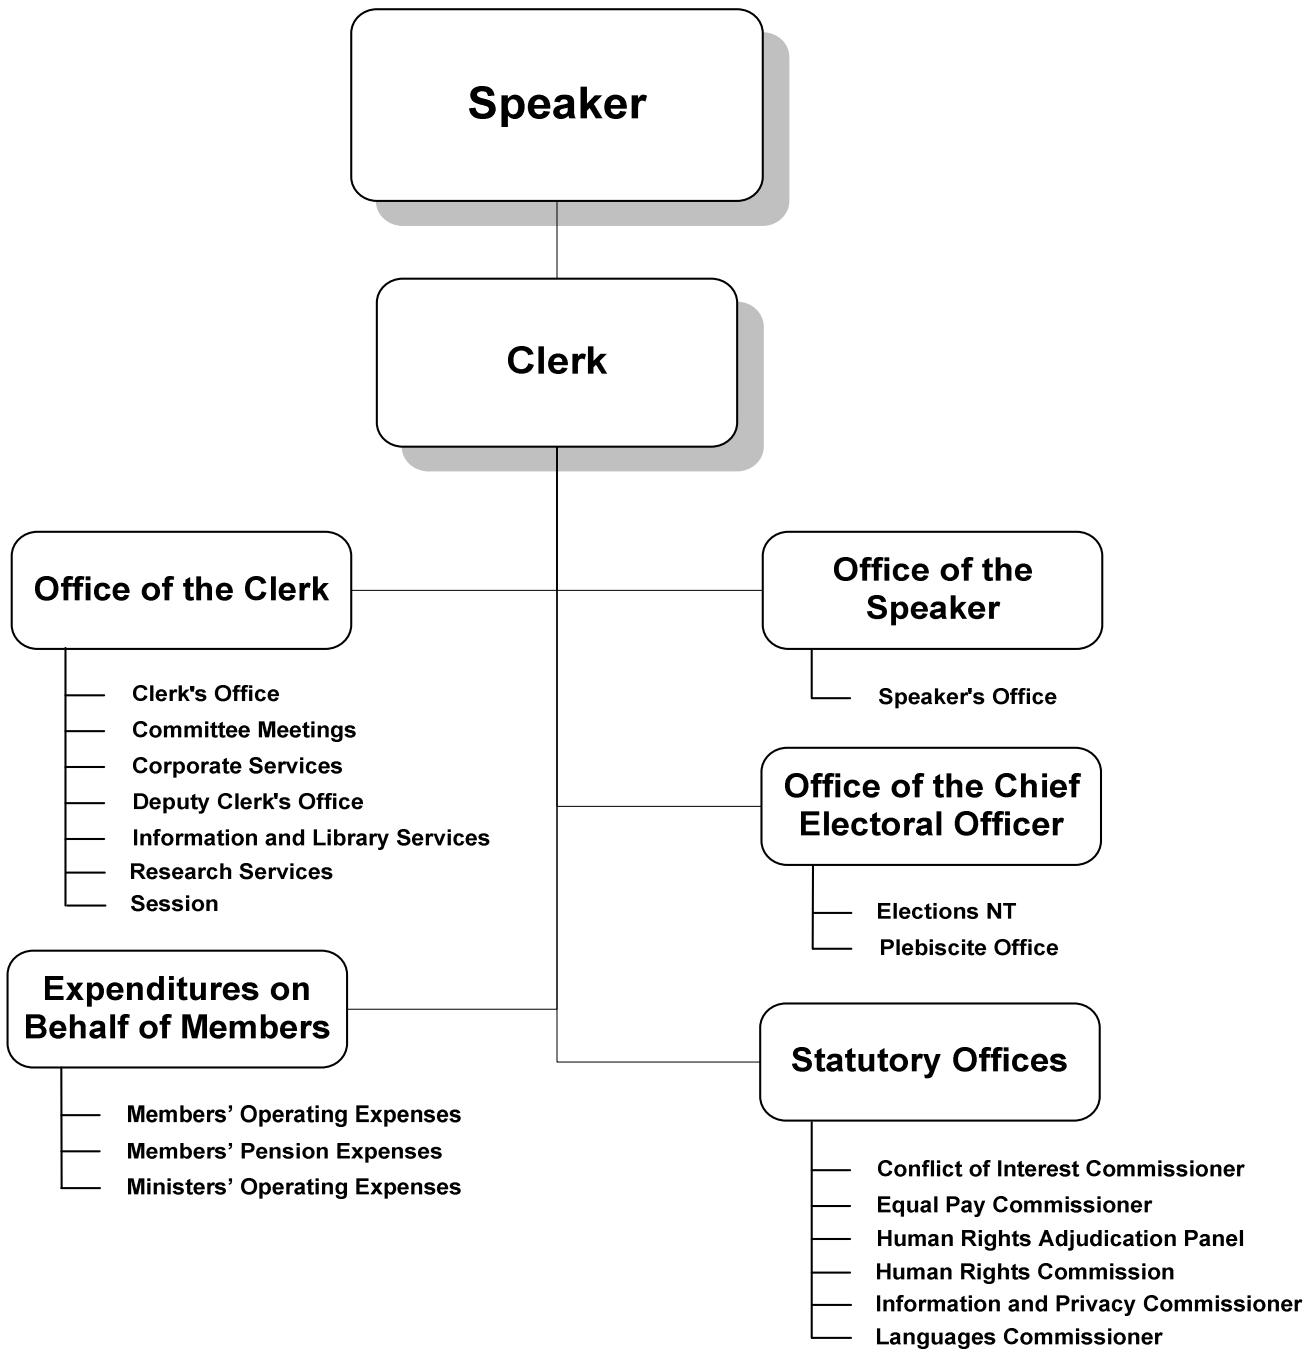 Speaker
Clerk
Office of the Clerk
Clerk's Office
Committee Meetings
Corporate Services
Deputy Clerk's Office
Information and Library Services
Research Services
Session
Expenditures on
Behalf of Members
Members’ Operating Expenses
Members’ Pension Expenses
Ministers’ Operating Expenses
Office of the
Speaker
Speaker's Office
Office of the Chief
Electoral Officer
Elections NT
Plebiscite Office
Statutory Offices
Conflict of Interest Commissioner
Equal Pay Commissioner
Human Rights Adjudication Panel
Human Rights Commission
Information and Privacy Commissioner
Languages Commissioner